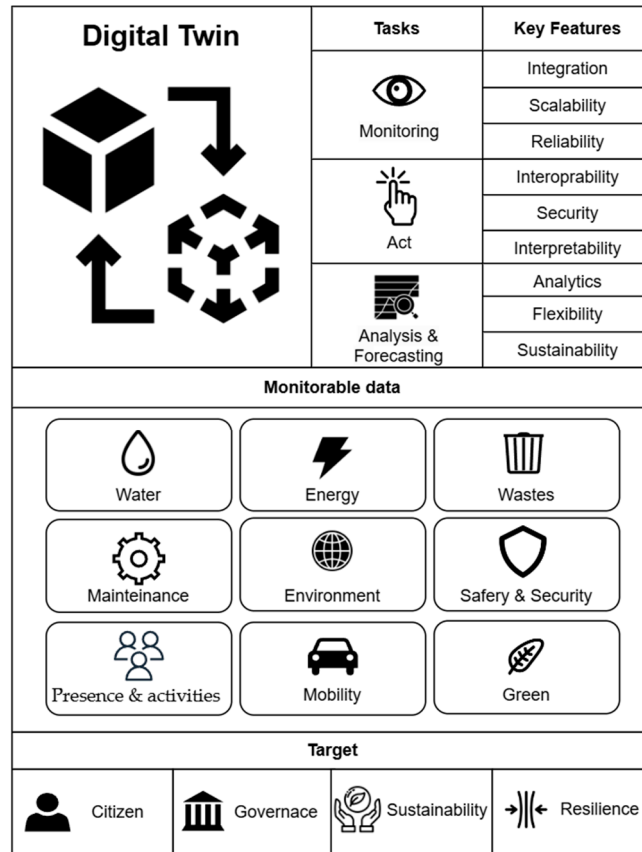 Digital Twin
Tasks
Key Features
Monitoring
Integration
Scalability
Reliability
Act
Interoprability
Security
Interpretability
Analysis &
Forecasting
Analytics
Flexibility
Sustainability
Monitorable data
Water
Energy
Wastes
Mainteinance
Environment
Safery & Security
Presence & activities
Mobility
Green
Target
Citizen
Governace
Sustainability
Resilience